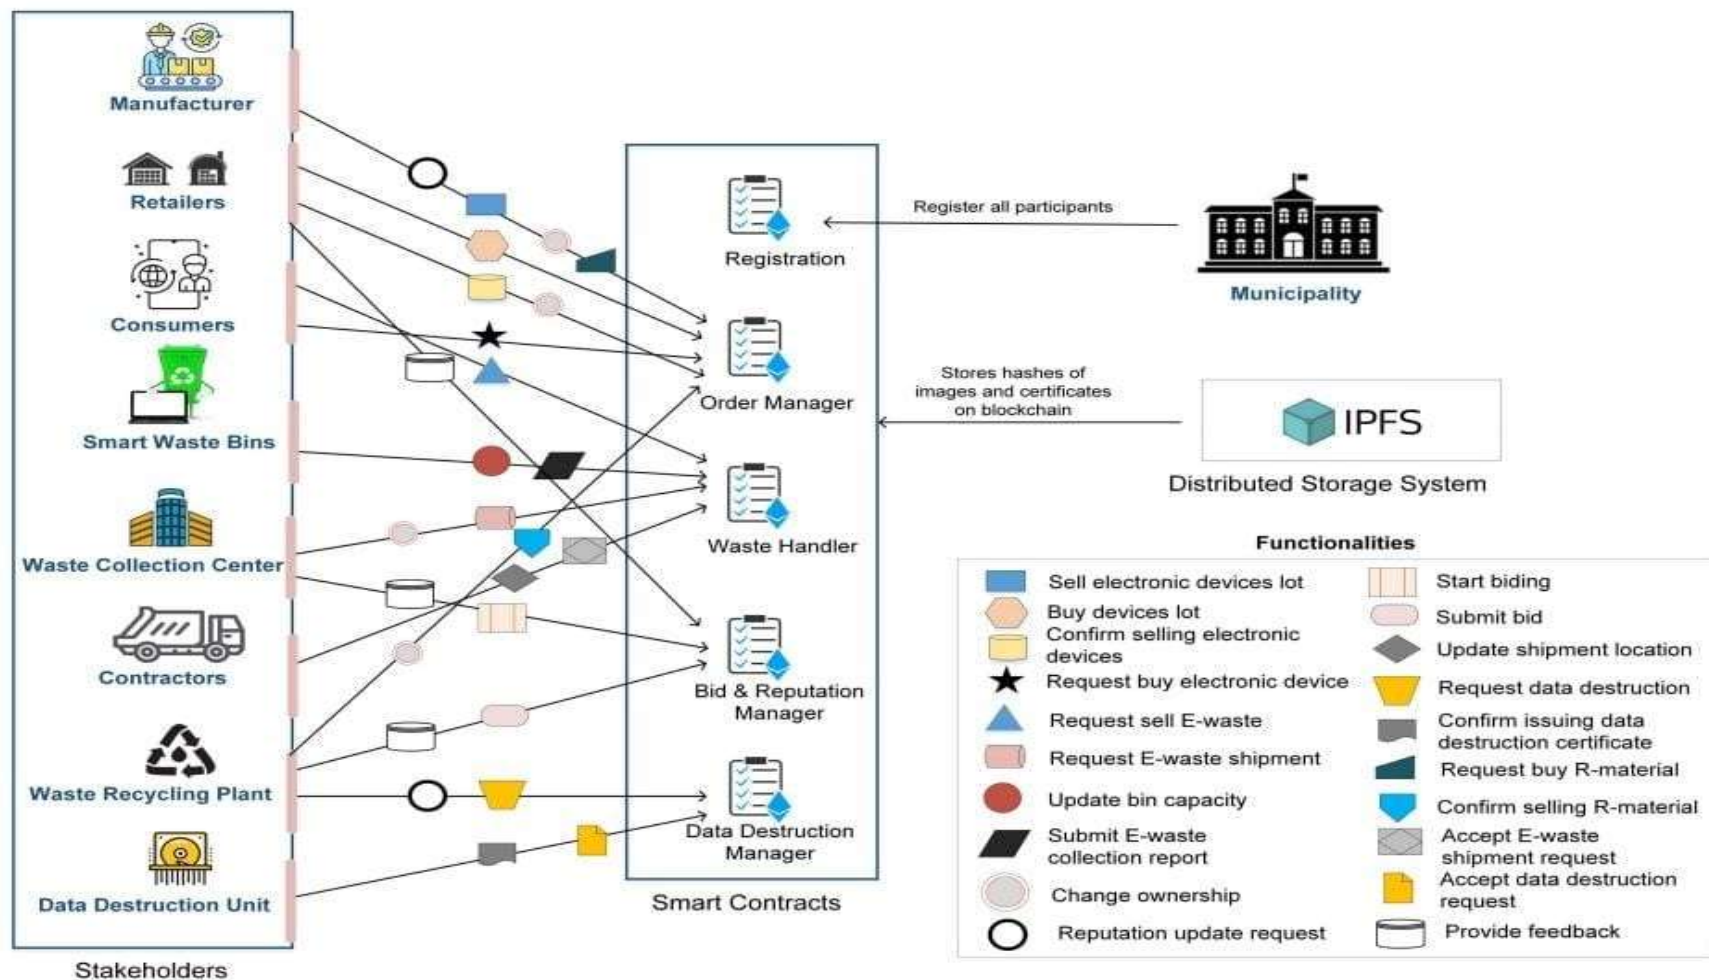 Manufacturer
Retailers
Consumers
Smart Waste Bins
Waste Collection Center
Contractors
Waste Recycling Plant
Data Destruction Unit
Stakeholders
Registration
Order Manager
Waste Handler
Bid & Reputation
Manager
Data Destruction
Manager
Smart Contracts
Register all participants
Municipality
Stores hashes of
images and certificates
on blockchain
IPFS
Distributed Storage System
Functionalities
Sell electronic devices lot
Buy devices lot
Confirm selling electronic
devices
Request buy electronic device
Request sell E-waste
Request E-waste shipment
Update bin capacity
Submit E-waste
collection report
Change ownership
Reputation update request
Start biding
Submit bid
Update shipment location
Request data destruction
Confirm issuing data
destruction certificate
Request buy R-material
Confirm selling R-material
Accept E-waste
shipment request
Accept data destruction
request
Provide feedback